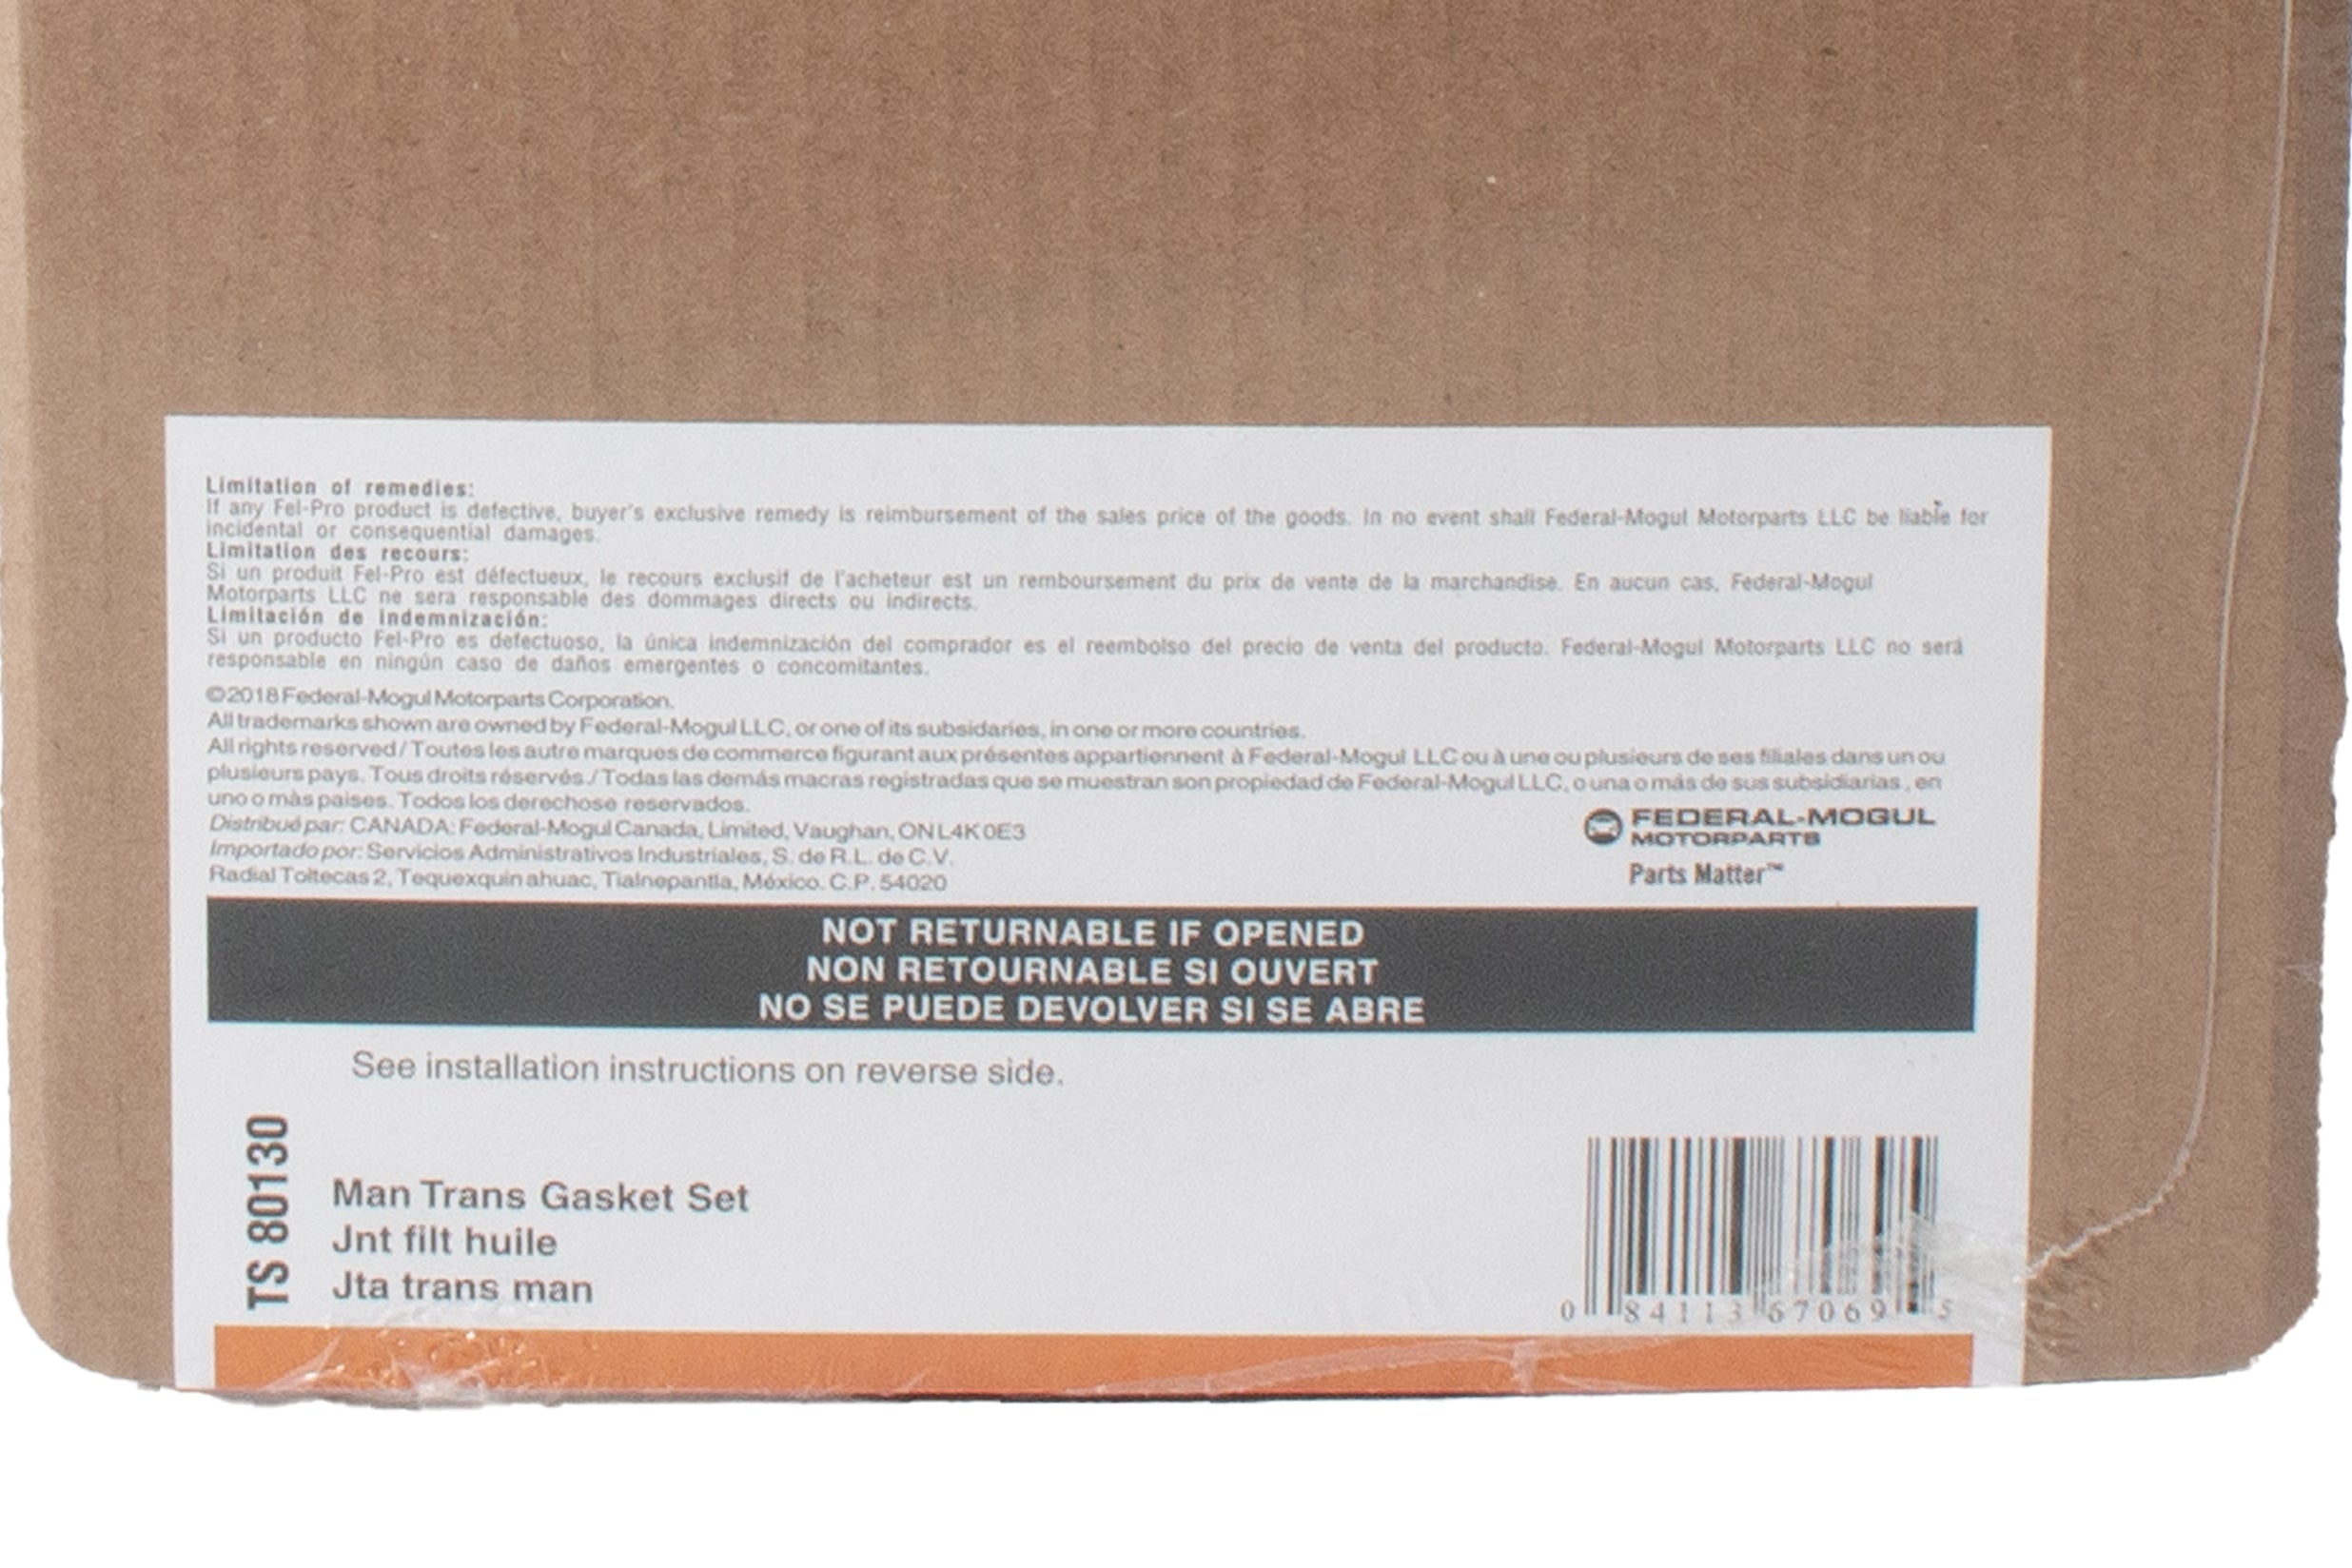 Limitation of remedies:
If any Fel-Pro product is defective, buyer's exclusive remedy is reimbursement of the sales price of the goods. In no event shall Federal-Mogul Motorparts LLC be liable for
incidental or consequential damages.
Limitation des recours:
Si un produit Fel-Pro est défectueux, le recours exclusif de l'acheteur est un remboursement du prix de vente de la marchandise. En aucun cas, Federal-Mogul
Motorparts LLC ne sera responsable des dommages directs ou indirects.
Limitación de indemnización:
Si un producto Fel-Pro es defectuoso, la única indemnización del comprador es el reembolso del precio de venta del producto. Federal-Mogul Motorparts LLC no será
responsable en ningún caso de daños emergentes o concomitantes.
©2018 Federal-Mogul Motorparts Corporation.
All trademarks shown are owned by Federal-Mogul LLC, or one of its subsidaries, in one or more countries.
All rights reserved / Toutes les autre marques de commerce figurant aux présentes appartiennent à Federal-Mogul LLC ou à une ou plusieurs de ses filiales dans un ou
plusieurs pays. Tous droits réservés. / Todas las demás macras registradas que se muestran son propiedad de Federal-Mogul LLC, o una o más de sus subsidiarias , en
uno o màs paises. Todos los derechose reservados.
Distribué par: CANADA: Federal-Mogul Canada, Limited, Vaughan, ON L4K 0E3
Importado por: Servicios Administrativos Industriales, S. de R.L. de C.V.
Radial Toltecas 2, Tequexquin ahuac, Tlalnepantla, México. C.P. 54020
FEDERAL-MOGUL
MOTORPARTS
Parts Matter™
NOT RETURNABLE IF OPENED
NON RETOURNABLE SI OUVERT
NO SE PUEDE DEVOLVER SI SE ABRE
See installation instructions on reverse side.
TS 80130
Man Trans Gasket Set
Jnt filt huile
Jta trans man
0 84113 67069 5